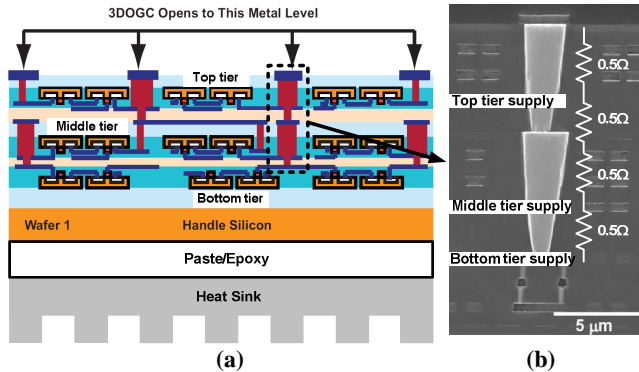 3DOGC Opens to This Metal Level
Top tier
Middle tier
Bottom tier
Wafer 1 Handle Silicon
Paste/Epoxy
Heat Sink
(a)
0.5Ω
Top tier supply
0.5Ω
0.5Ω
Middle tier supply
0.5Ω
Bottom tier supply
5 μm
(b)